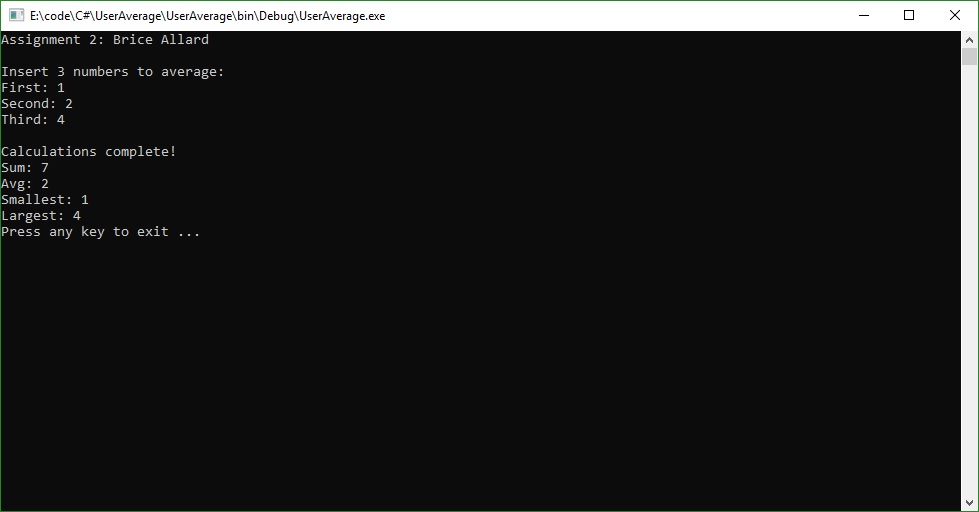 E:\code\C#\UserAverage\UserAverage\bin\Debug\UserAverage.exe
Assignment 2: Brice Allard
Insert 3 numbers to average:
First: 1
Second: 2
Third: 4
Calculations complete!
Sum: 7
Avg: 2
Smallest: 1
Largest: 4
Press any key to exit ...